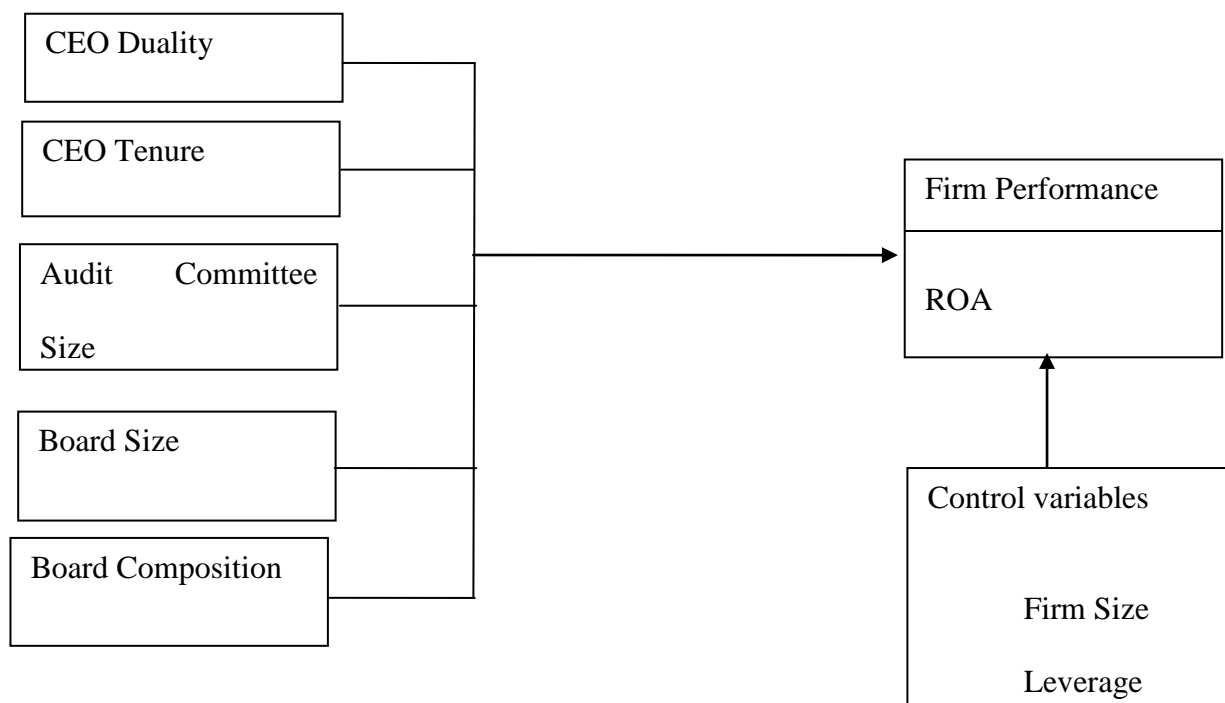 CEO Duality
CEO Tenure
Audit Committee
Size
Board Size
Board Composition
Firm Performance
ROA
Control variables
Firm Size
Leverage